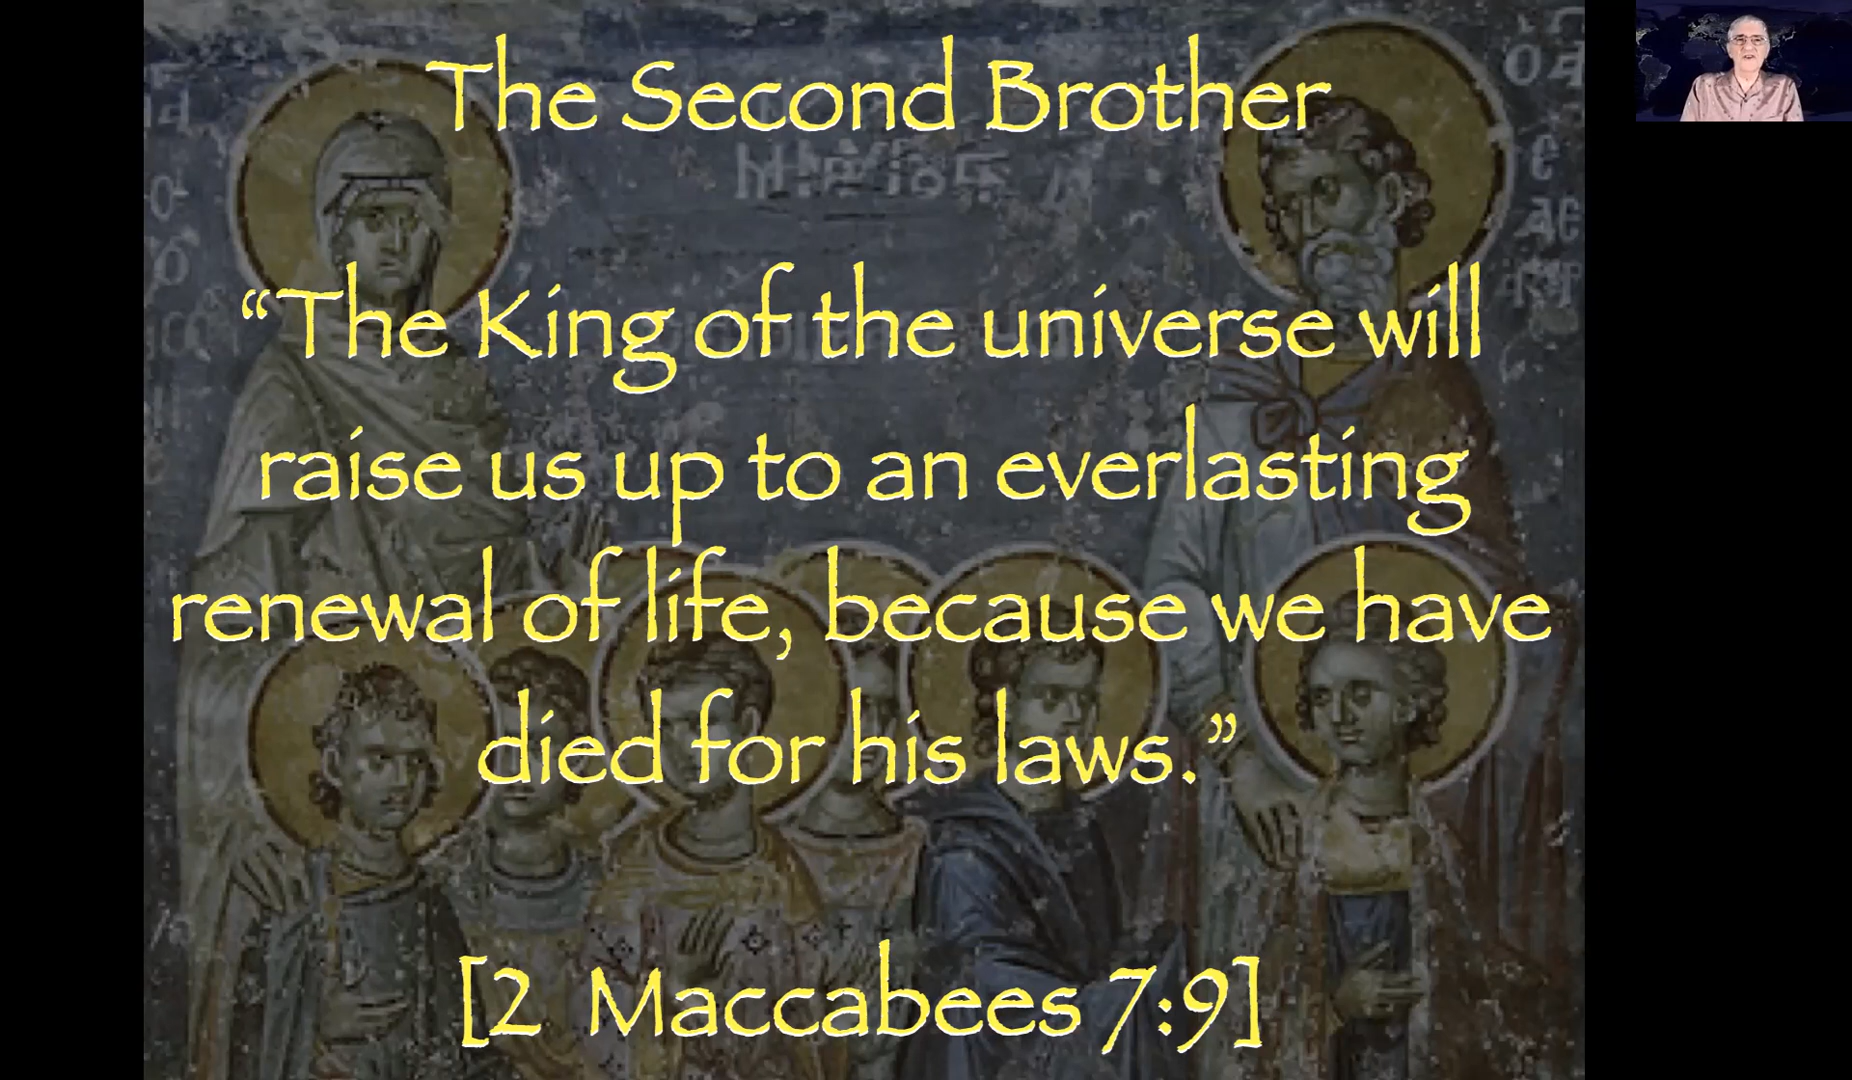 The Second Brother
“The King of the universe will
raise us up to an everlasting
renewal of life, because we have
died for his laws.”
[2 Maccabees 7:9]